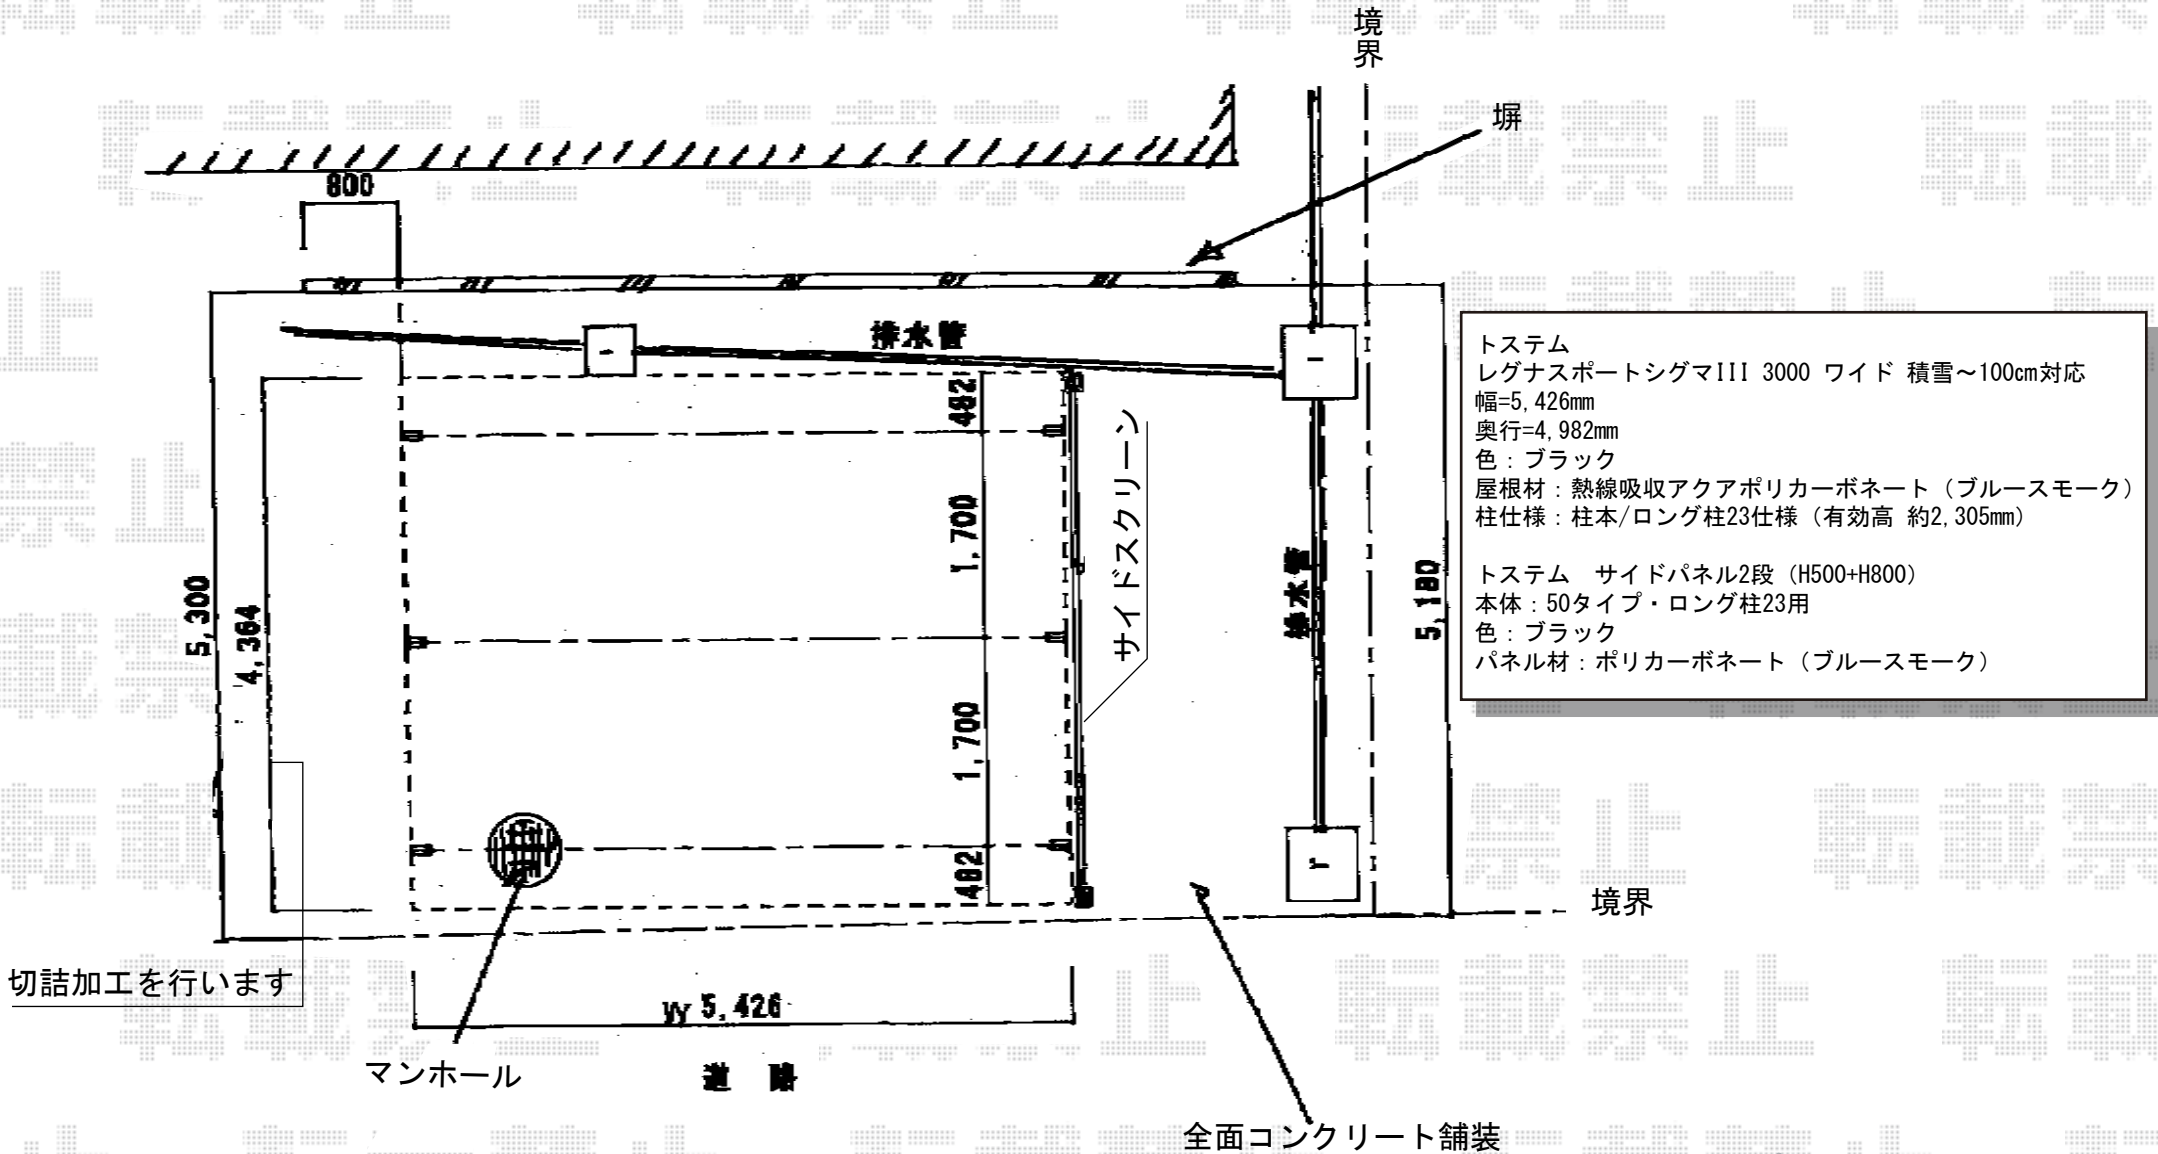 境界
塀
800
排水管
482
1,700
1,700
482
サイドスクリーン
排水管
5,300
4,364
5,180
トステム
レグナスポートシグマIII 3000 ワイド 積雪～100cm対応
幅=5,426mm
奥行=4,982mm
色：ブラック
屋根材：熱線吸収アクアポリカーボネート（ブルースモーク）
柱仕様：柱本/ロング柱23仕様（有効高 約2,305mm）
トステム　サイドパネル2段（H500+H800）
本体：50タイプ・ロング柱23用
色：ブラック
パネル材：ポリカーボネート（ブルースモーク）
境界
切詰加工を行います
W 5,426
マンホール
道路
全面コンクリート舗装
転載禁止